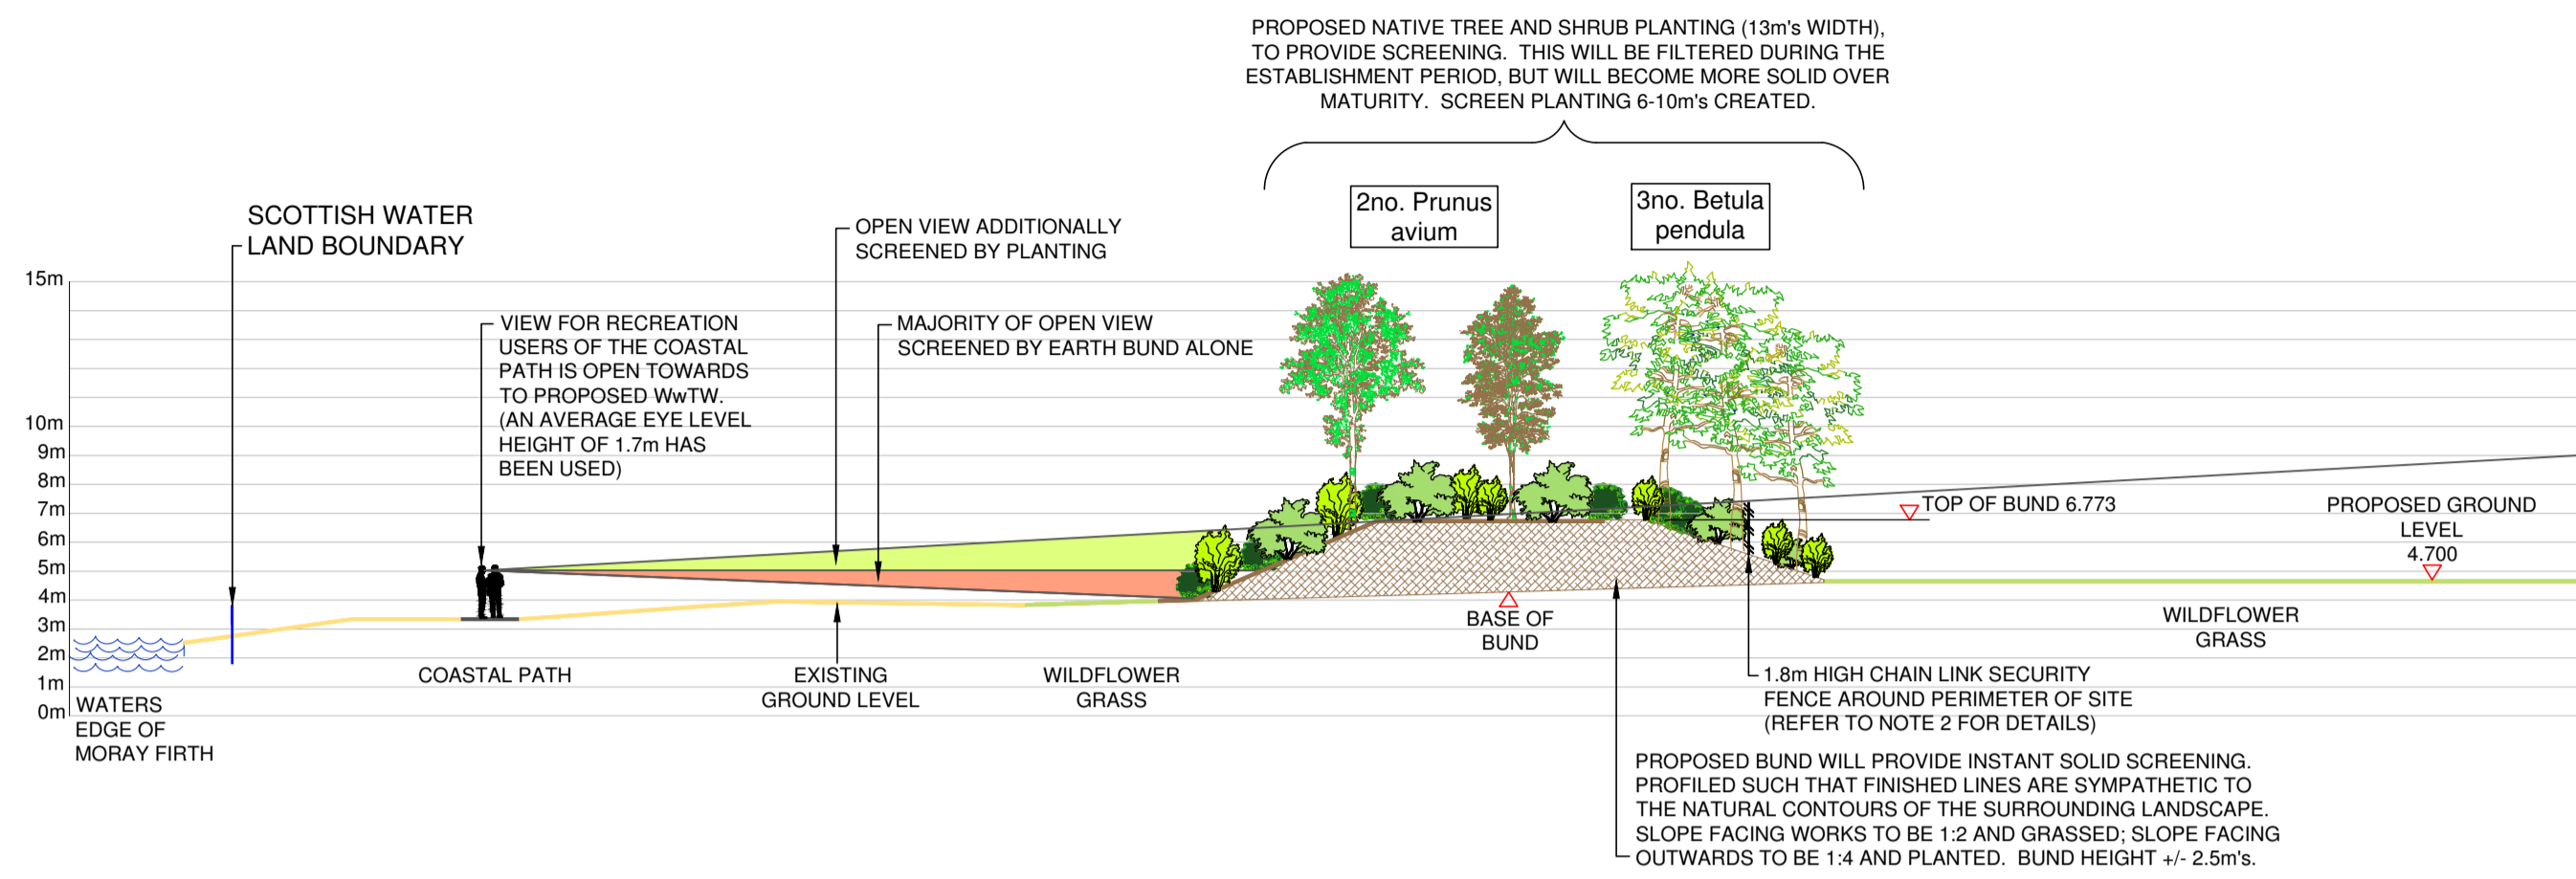 PROPOSED NATIVE TREE AND SHRUB PLANTING (13m's WIDTH),
TO PROVIDE SCREENING. THIS WILL BE FILTERED DURING THE
ESTABLISHMENT PERIOD, BUT WILL BECOME MORE SOLID OVER
MATURITY. SCREEN PLANTING 6-10m's CREATED.
2no. Prunus
avium
3no. Betula
pendula
SCOTTISH WATER
LAND BOUNDARY
OPEN VIEW ADDITIONALLY
SCREENED BY PLANTING
VIEW FOR RECREATION
USERS OF THE COASTAL
PATH IS OPEN TOWARDS
TO PROPOSED WwTW.
(AN AVERAGE EYE LEVEL
HEIGHT OF 1.7m HAS
BEEN USED)
MAJORITY OF OPEN VIEW
SCREENED BY EARTH BUND ALONE
15m
10m
9m
8m
7m
6m
5m
4m
3m
2m
1m
0m
TOP OF BUND 6.773
PROPOSED GROUND
LEVEL
4.700
WATERS
EDGE OF
MORAY FIRTH
COASTAL PATH
EXISTING
GROUND LEVEL
WILDFLOWER
GRASS
BASE OF
BUND
WILDFLOWER
GRASS
1.8m HIGH CHAIN LINK SECURITY
FENCE AROUND PERIMETER OF SITE
(REFER TO NOTE 2 FOR DETAILS)
PROPOSED BUND WILL PROVIDE INSTANT SOLID SCREENING.
PROFILED SUCH THAT FINISHED LINES ARE SYMPATHETIC TO
THE NATURAL CONTOURS OF THE SURROUNDING LANDSCAPE.
SLOPE FACING WORKS TO BE 1:2 AND GRASSED; SLOPE FACING
OUTWARDS TO BE 1:4 AND PLANTED. BUND HEIGHT +/- 2.5m's.